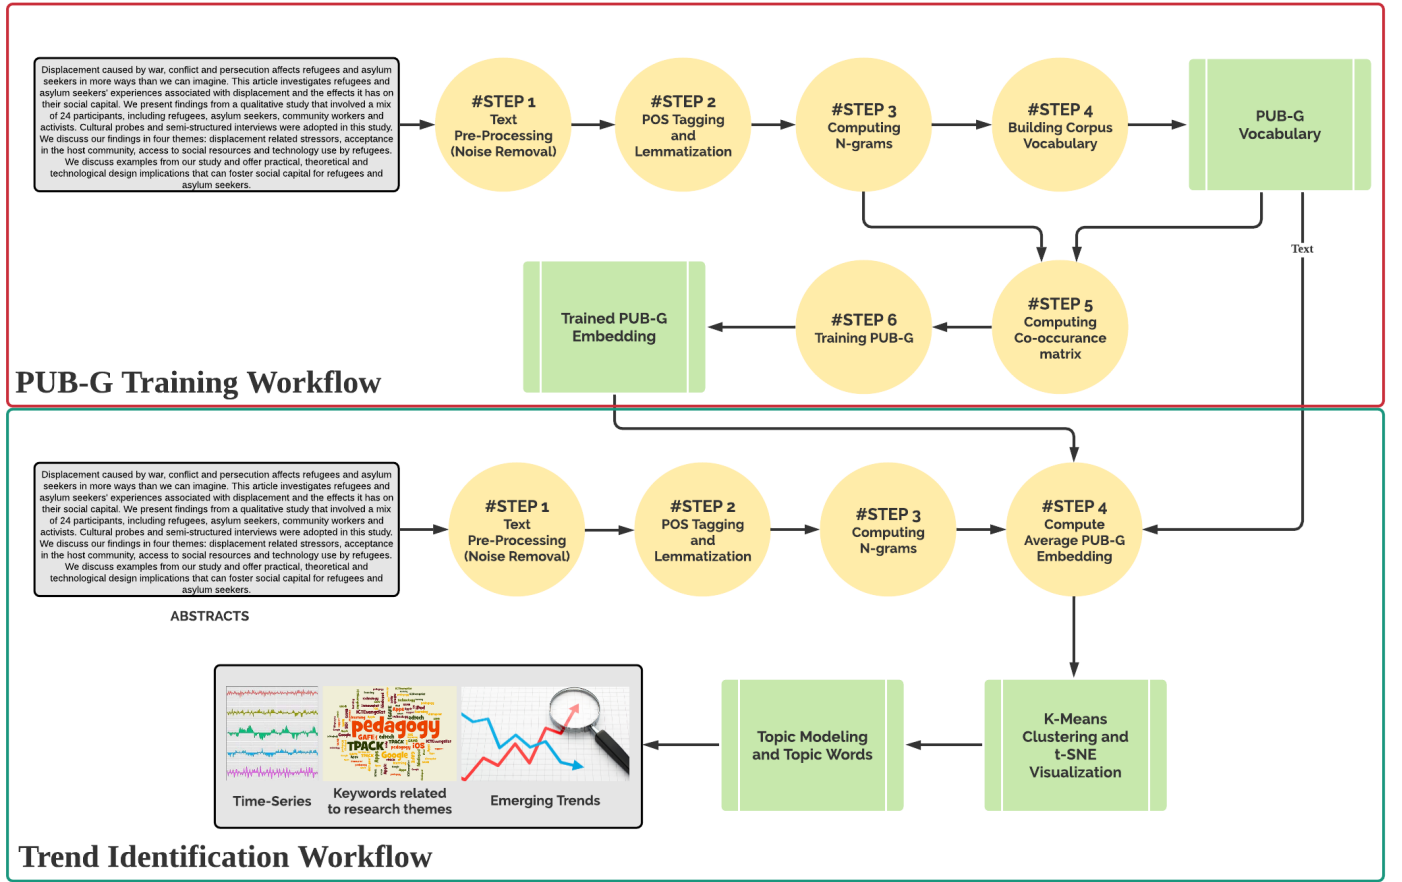 Displacement caused by war, conflict and persecution affects refugees and asylum
seekers in more ways than we can imagine. This article investigates refugees and
asylum seekers' experiences associated with displacement and the effects it has on
their social capital. We present findings from a qualitative study that involved a mix
of 24 participants, including refugees, asylum seekers, community workers and
activists. Cultural probes and semi-structured interviews were adopted in this study.
We discuss our findings in four themes: displacement related stressors, acceptance
in the host community, access to social resources and technology use by refugees.
We discuss examples from our study and offer practical, theoretical and
technological design implications that can foster social capital for refugees and
asylum seekers.
#STEP 1
Text
Pre-Processing
(Noise Removal)
#STEP 2
POS Tagging
and
Lemmatization
#STEP 3
Computing
N-grams
#STEP 4
Building Corpus
Vocabulary
PUB-G
Vocabulary
Text
Trained PUB-G
Embedding
#STEP 6
Training PUB-G
#STEP 5
Computing
Co-occurance
matrix
PUB-G Training Workflow
Displacement caused by war, conflict and persecution affects refugees and asylum
seekers in more ways than we can imagine. This article investigates refugees and
asylum seekers' experiences associated with displacement and the effects it has on
their social capital. We present findings from a qualitative study that involved a mix
of 24 participants, including refugees, asylum seekers, community workers and
activists. Cultural probes and semi-structured interviews were adopted in this study.
We discuss our findings in four themes: displacement related stressors, acceptance
in the host community, access to social resources and technology use by refugees.
We discuss examples from our study and offer practical, theoretical and
technological design implications that can foster social capital for refugees and
asylum seekers.
ABSTRACTS
#STEP 1
Text
Pre-Processing
(Noise Removal)
#STEP 2
POS Tagging
and
Lemmatization
#STEP 3
Computing
N-grams
#STEP 4
Compute
Average PUB-G
Embedding
K-Means
Clustering and
t-SNE
Visualization
Topic Modeling
and Topic Words
pedagogy
GAFE edtech
TPACK
iOS
Google
Time-Series
Keywords related
to research themes
Emerging Trends
Trend Identification Workflow